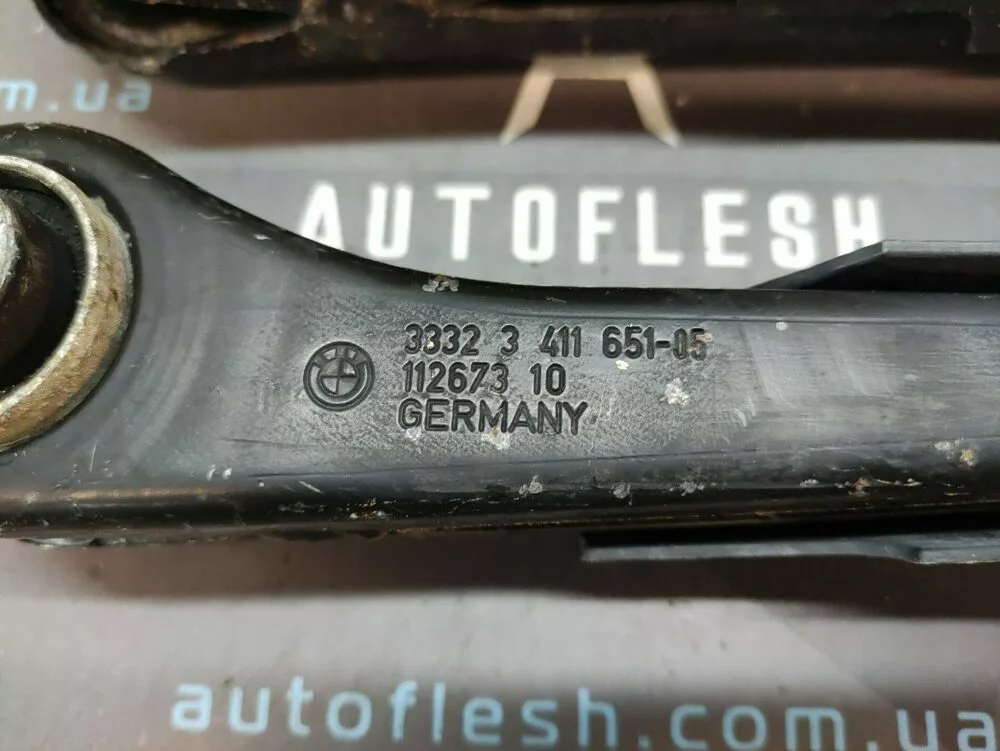 m.ua
AUTOFLESH
3332 3 411 651-05
112673 10
GERMANY
autoflesh.com.ua